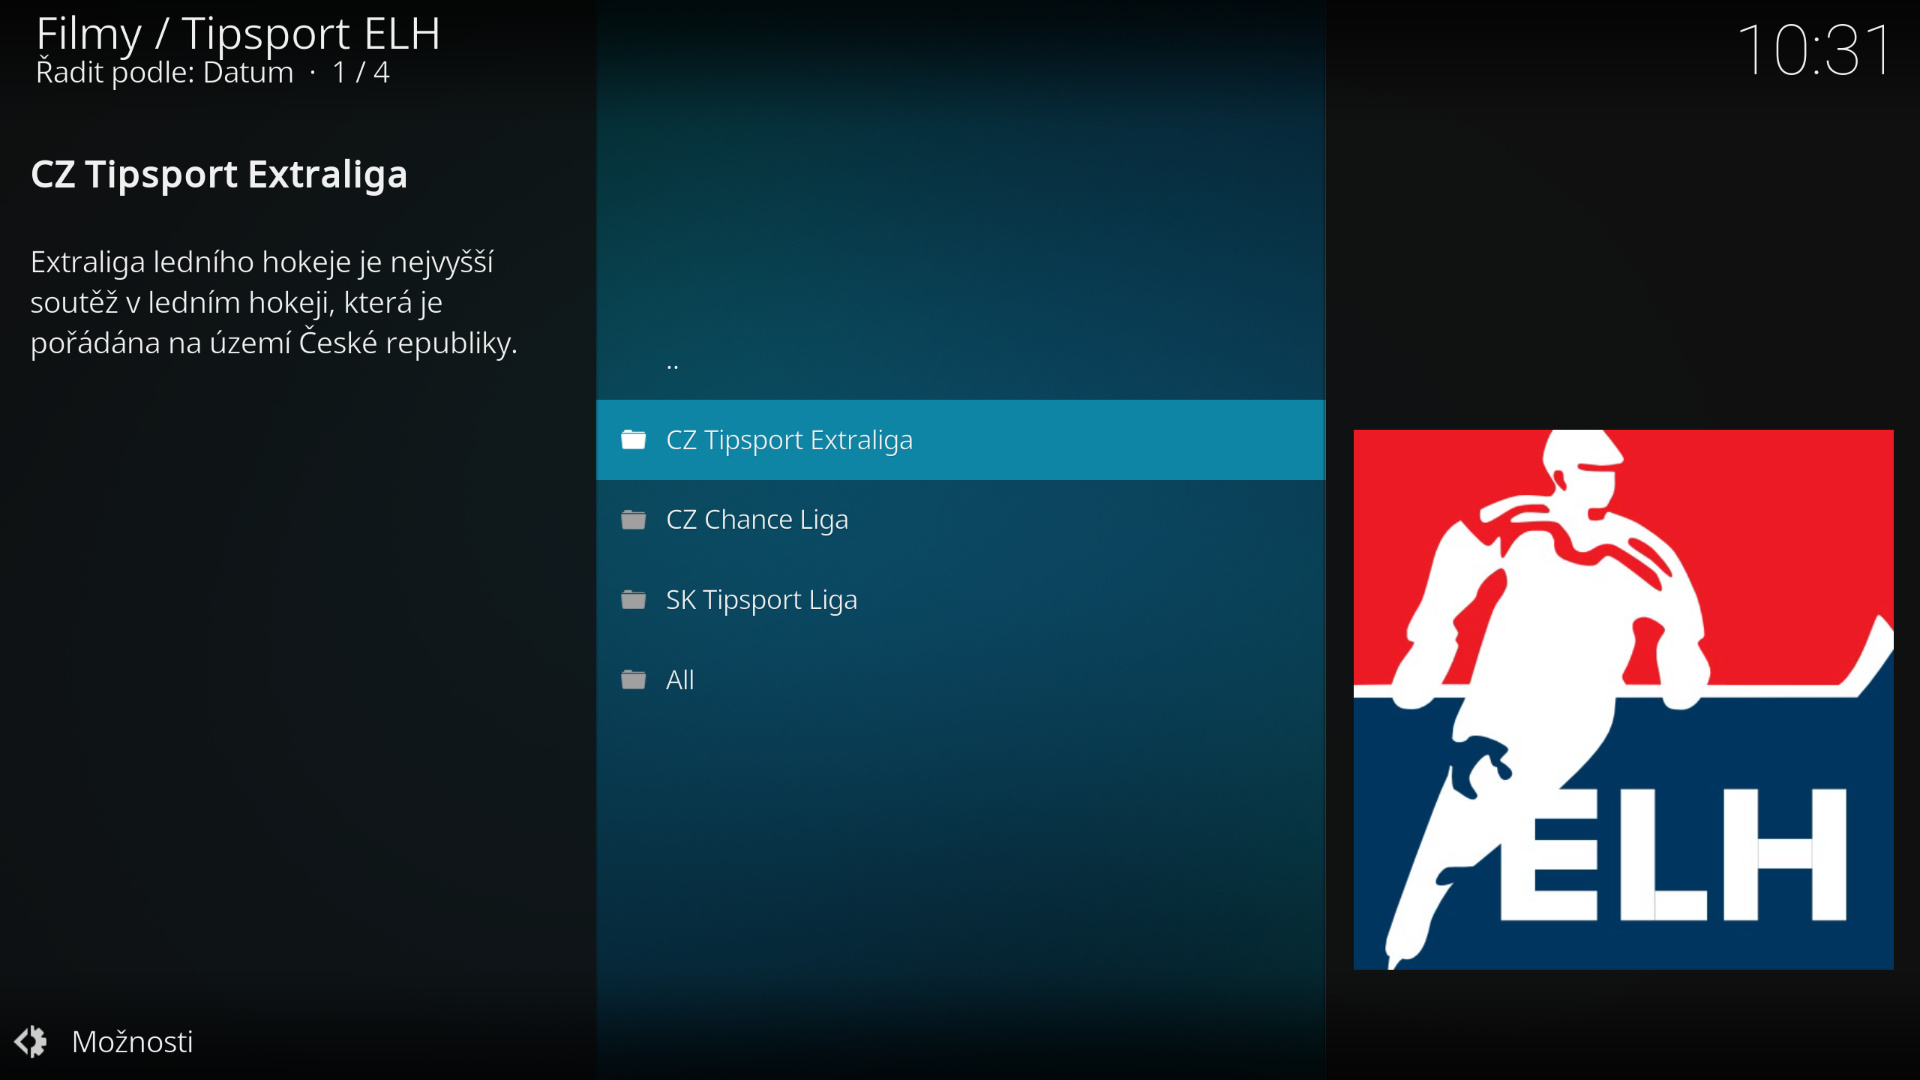 Filmy / Tipsport ELH
Řadit podle: Datum · 1 / 4
10:31
CZ Tipsport Extraliga
Extraliga ledního hokeje je nejvyšší
soutěž v ledním hokeji, která je
pořádána na území České republiky.
..
CZ Tipsport Extraliga
CZ Chance Liga
SK Tipsport Liga
All
ELH
Možnosti